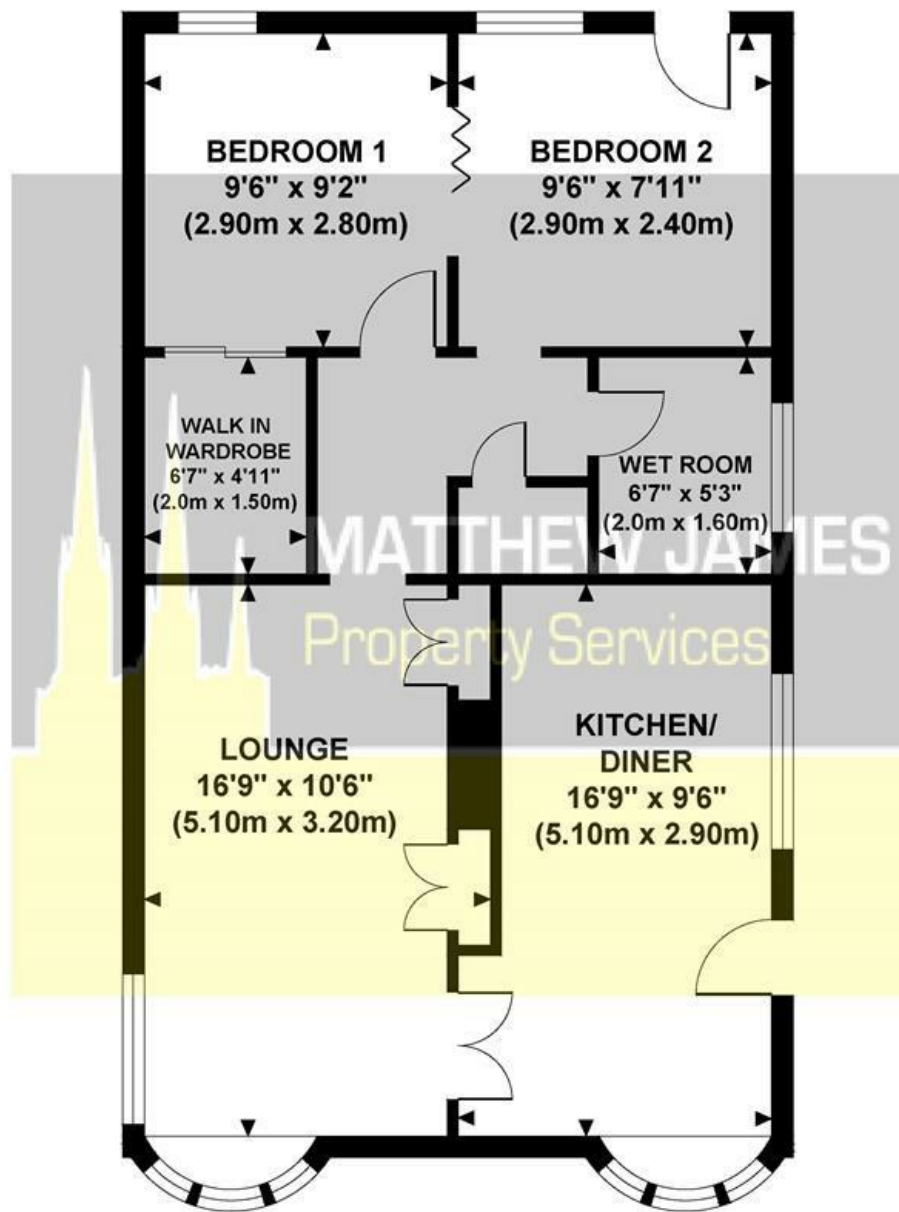 BEDROOM 1
9'6" x 9'2"
(2.90m x 2.80m)
BEDROOM 2
9'6" x 7'11"
(2.90m x 2.40m)
WALK IN
WARDROBE
6'7" x 4'11"
(2.0m x 1.50m)
WET ROOM
6'7" x 5'3"
(2.0m x 1.60m)
MATTHEW JAMES
Property Services
LOUNGE
16'9" x 10'6"
(5.10m x 3.20m)
KITCHEN/
DINER
16'9" x 9'6"
(5.10m x 2.90m)